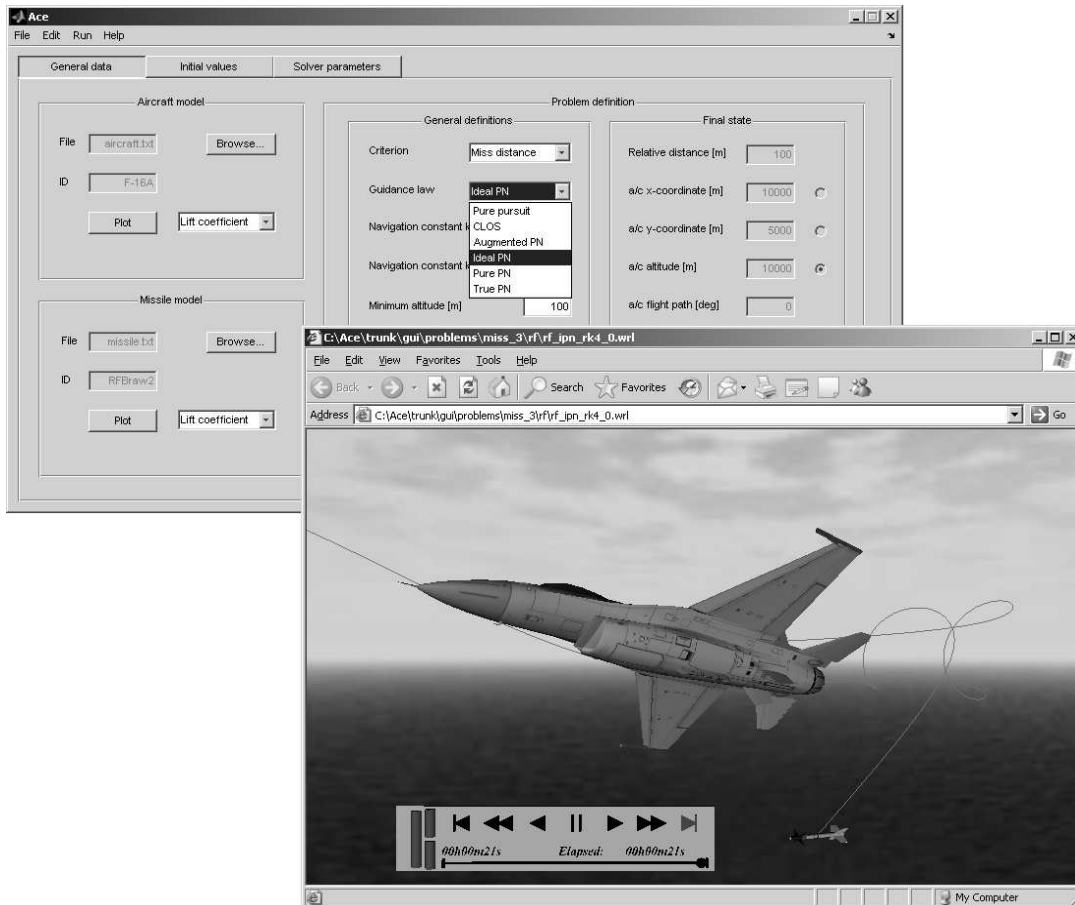 Ace
File Edit Run Help
General data Initial values Solver parameters
Aircraft model
File aircraft.txt Browse...
ID F-16A
Plot Lift coefficient
Missile model
File missile.txt Browse...
ID RFBraw2
Plot Lift coefficient
Problem definition
General definitions
Criterion Miss distance
Guidance law Ideal PN
Pure pursuit
Navigation constant CLOS
Augmented PN
Ideal PN
Navigation constant Pure PN
True PN
Minimum altitude [m] 100
Final state
Relative distance [m] 100
a/c x-coordinate [m] 10000
a/c y-coordinate [m] 5000
a/c altitude [m] 10000
a/c flight path [deg] 0
C:\Ace\trunk\gui\problems\miss_3\rf\rf_ipn_rk4_0.wrl
File Edit View Favorites Tools Help
Back Search Favorites
Address C:\Ace\trunk\gui\problems\miss_3\rf\rf_ipn_rk4_0.wrl Go
00h00m21s Elapsed: 00h00m21s
My Computer